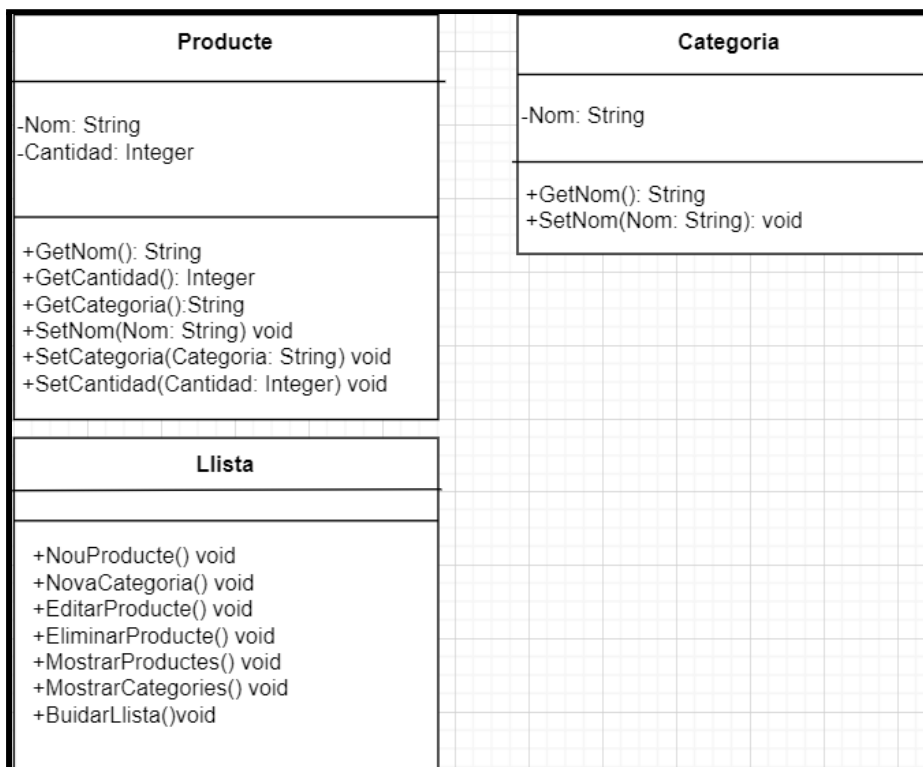 Producte
-Nom: String
-Cantidad: Integer
+GetNom(): String
+GetCantidad(): Integer
+GetCategoria():String
+SetNom(Nom: String) void
+SetCategoria(Categoria: String) void
+SetCantidad(Cantidad: Integer) void
Categoria
-Nom: String
+GetNom(): String
+SetNom(Nom: String): void
Llista
+NouProducte() void
+NovaCategoria() void
+EditarProducte() void
+EliminarProducte() void
+MostrarProductes() void
+MostrarCategories() void
+BuidarLlista()void